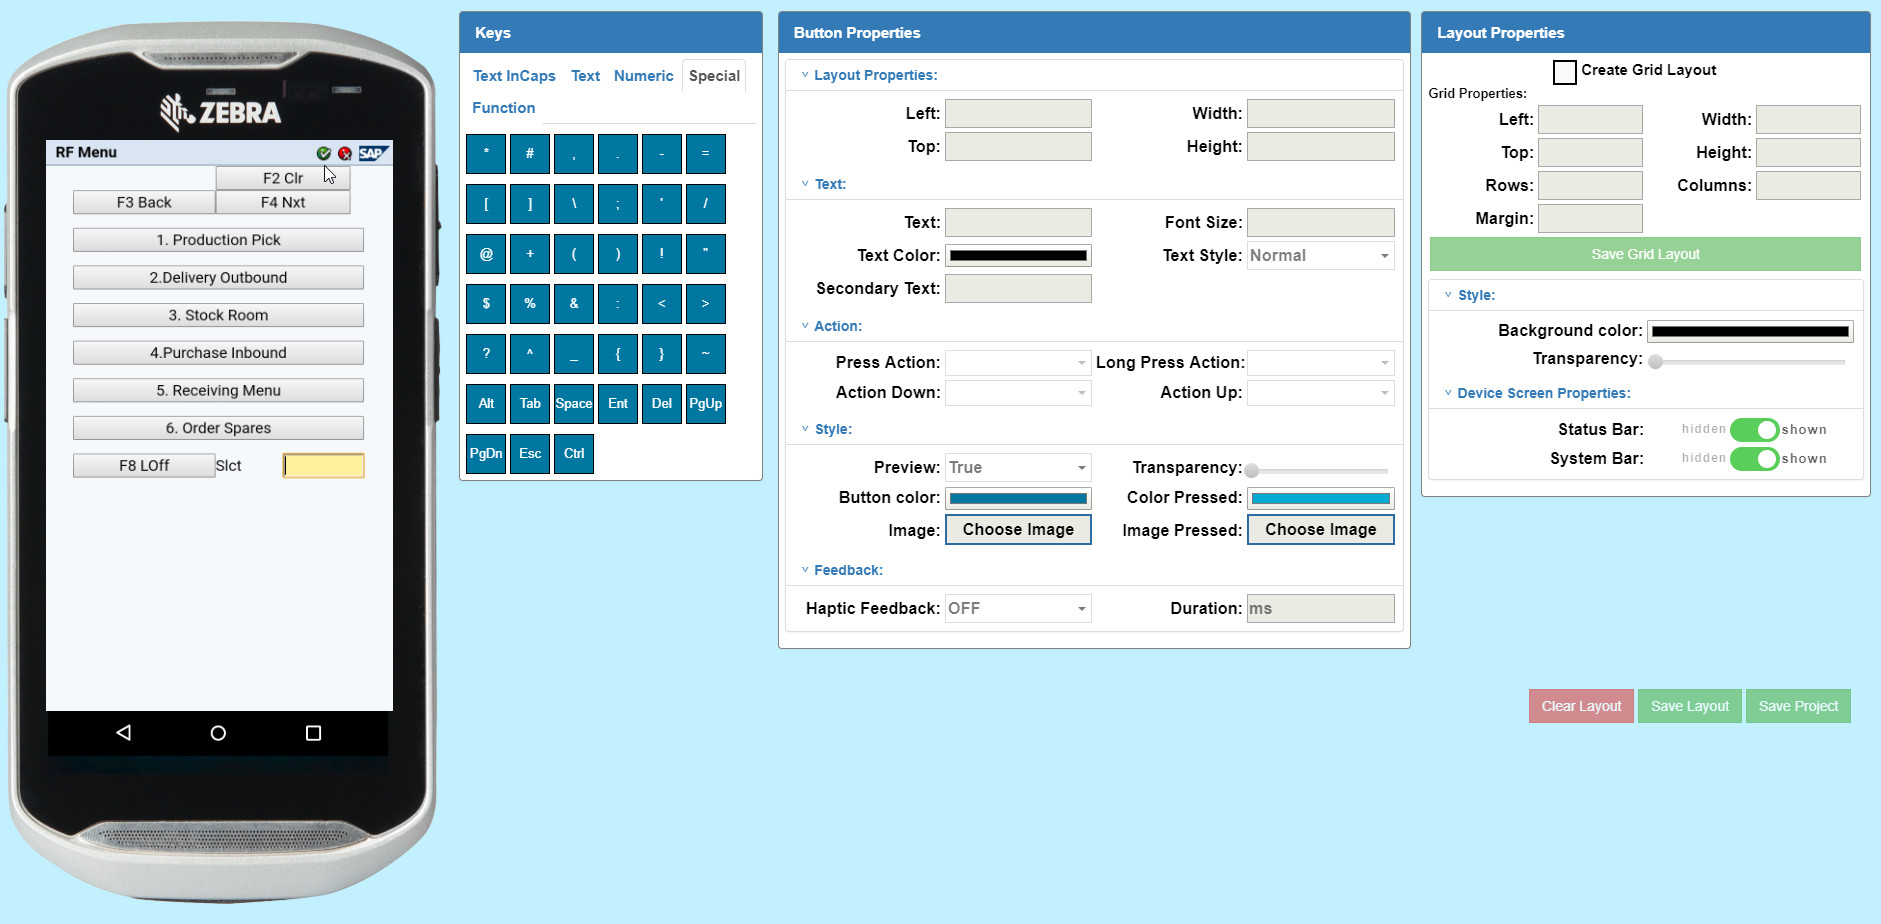 ZEBRA
RF Menu
SAP
F2 Clr
F3 Back
F4 Nxt
1. Production Pick
2.Delivery Outbound
3. Stock Room
4.Purchase Inbound
5. Receiving Menu
6. Order Spares
F8 LOff
Slct
Keys
Text InCaps Text Numeric Special
Function
* # , . - =
[ ] \ ; ' /
@ + ( ) ! "
$ % & : < >
? ^ _ { } ~
Alt Tab Space Ent Del PgUp
PgDn Esc Ctrl
Button Properties
Layout Properties:
Left: Width:
Top: Height:
Text:
Text: Font Size:
Text Color: Text Style: Normal
Secondary Text:
Action:
Press Action: Long Press Action:
Action Down: Action Up:
Style:
Preview: True Transparency:
Button color: Color Pressed:
Image: Choose Image Image Pressed: Choose Image
Feedback:
Haptic Feedback: OFF Duration: ms
Layout Properties
Create Grid Layout
Grid Properties:
Left: Width:
Top: Height:
Rows: Columns:
Margin:
Save Grid Layout
Style:
Background color:
Transparency:
Device Screen Properties:
Status Bar: hidden shown
System Bar: hidden shown
Clear Layout Save Layout Save Project